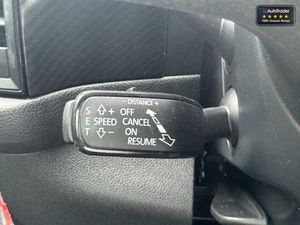 AutoTrader
- DISTANCE +
S + OFF
E SPEED CANCEL
T - ON
RESUME